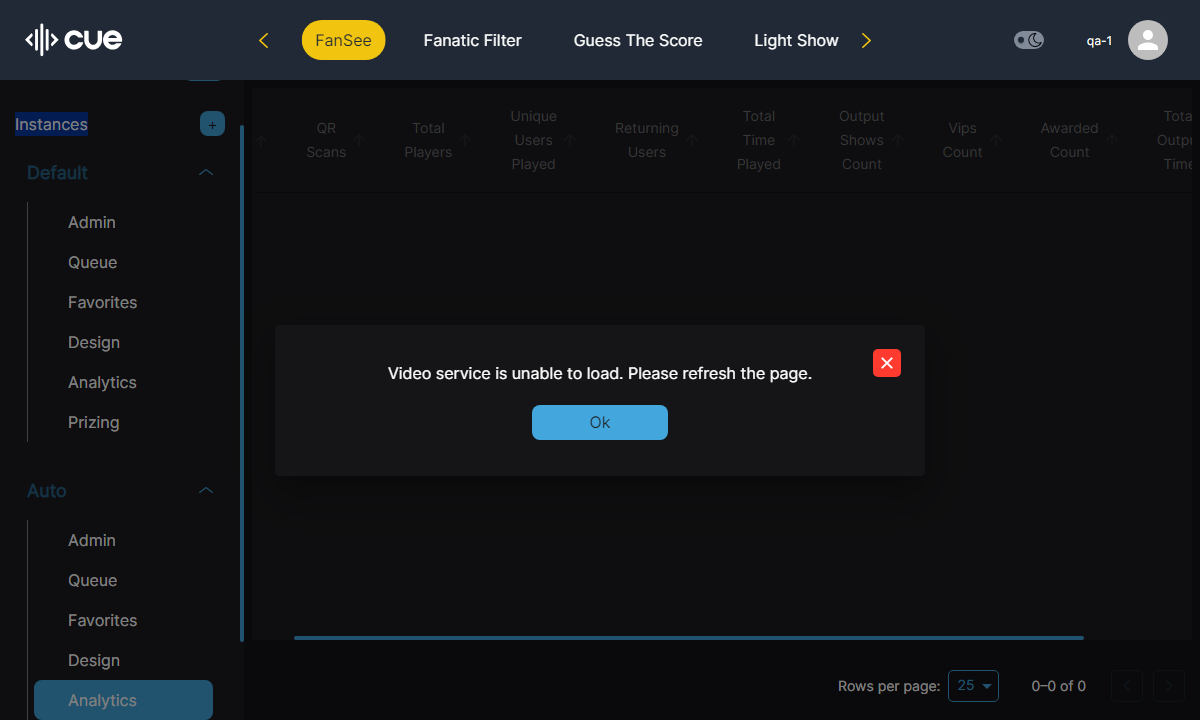 cue
FanSee
Fanatic Filter
Guess The Score
Light Show
qa-1
Instances
+
Default
Admin
Queue
Favorites
Design
Analytics
Prizing
Auto
Admin
Queue
Favorites
Design
Analytics
QR
Scans
Total
Players
Unique
Users
Played
Returning
Users
Total
Time
Played
Output
Shows
Count
Vips
Count
Awarded
Count
Tota
Outpu
Time
Video service is unable to load. Please refresh the page.
Ok
Rows per page:
25
0–0 of 0